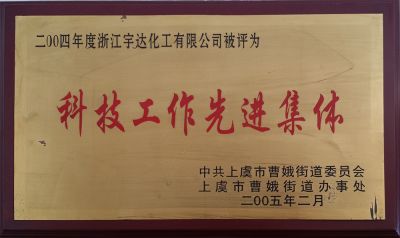 二00四年度浙江宇达化工有限公司被评为
科技工作先进集体
中共上虞市曹娥街道委员会
上虞市曹娥街道办事处
二00五年二月